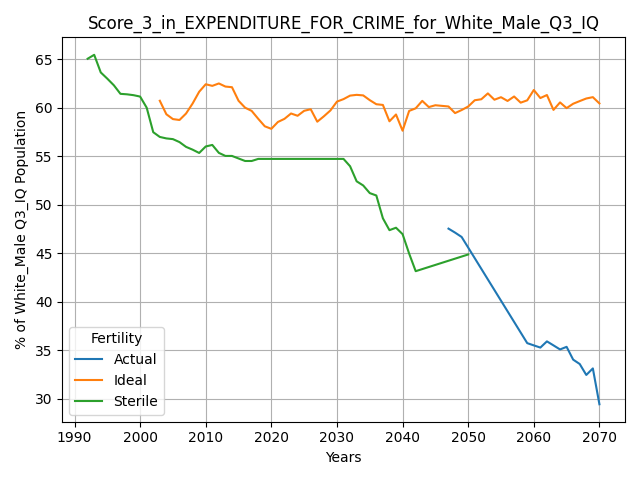 Score_3_in_EXPENDITURE_FOR_CRIME_for_White_Male_Q3_IQ
% of White_Male Q3_IQ Population
65
60
55
50
45
40
35
30
Fertility
Actual
Ideal
Sterile
1990 2000 2010 2020 2030 2040 2050 2060 2070
Years